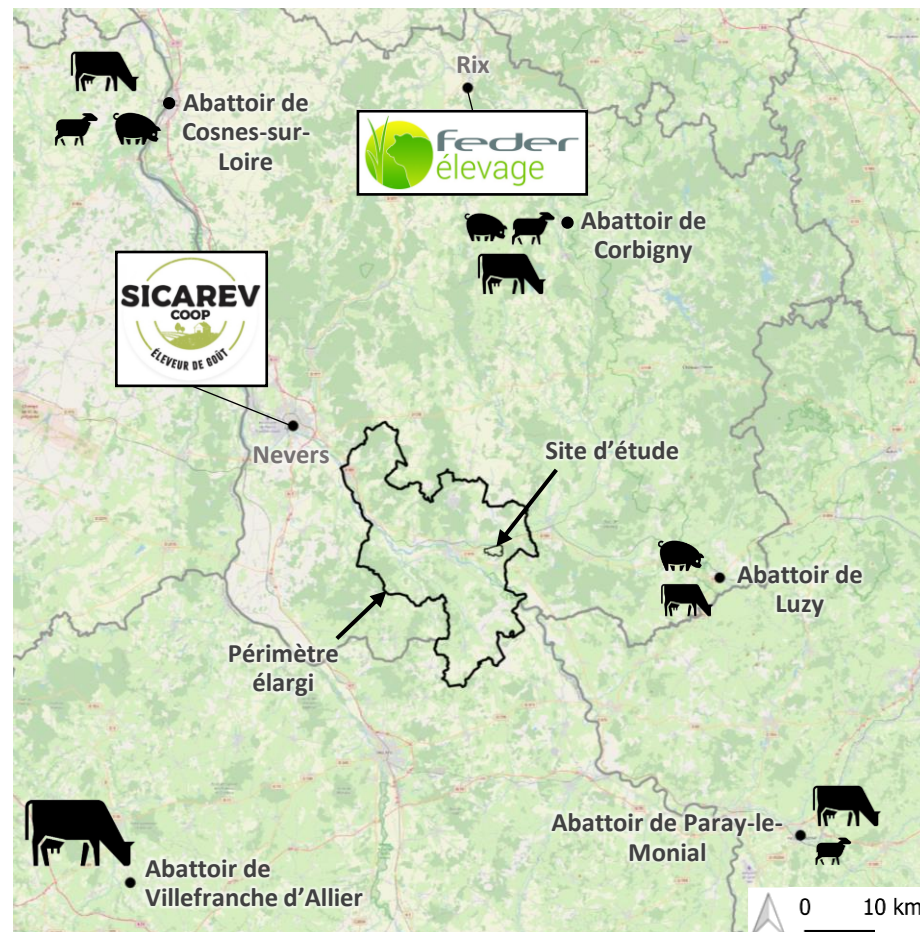 Rix
Abattoir de
Cosnes-sur-
Loire
feder
élevage
Abattoir de
Corbigny
SICAREV
COOP
ÉLEVEUR DE GOÛT
Nevers
Site d'étude
Abattoir de
Luzy
Périmètre
élargi
Abattoir de Paray-le-
Monial
Abattoir de
Villefranche d'Allier
0 10 km